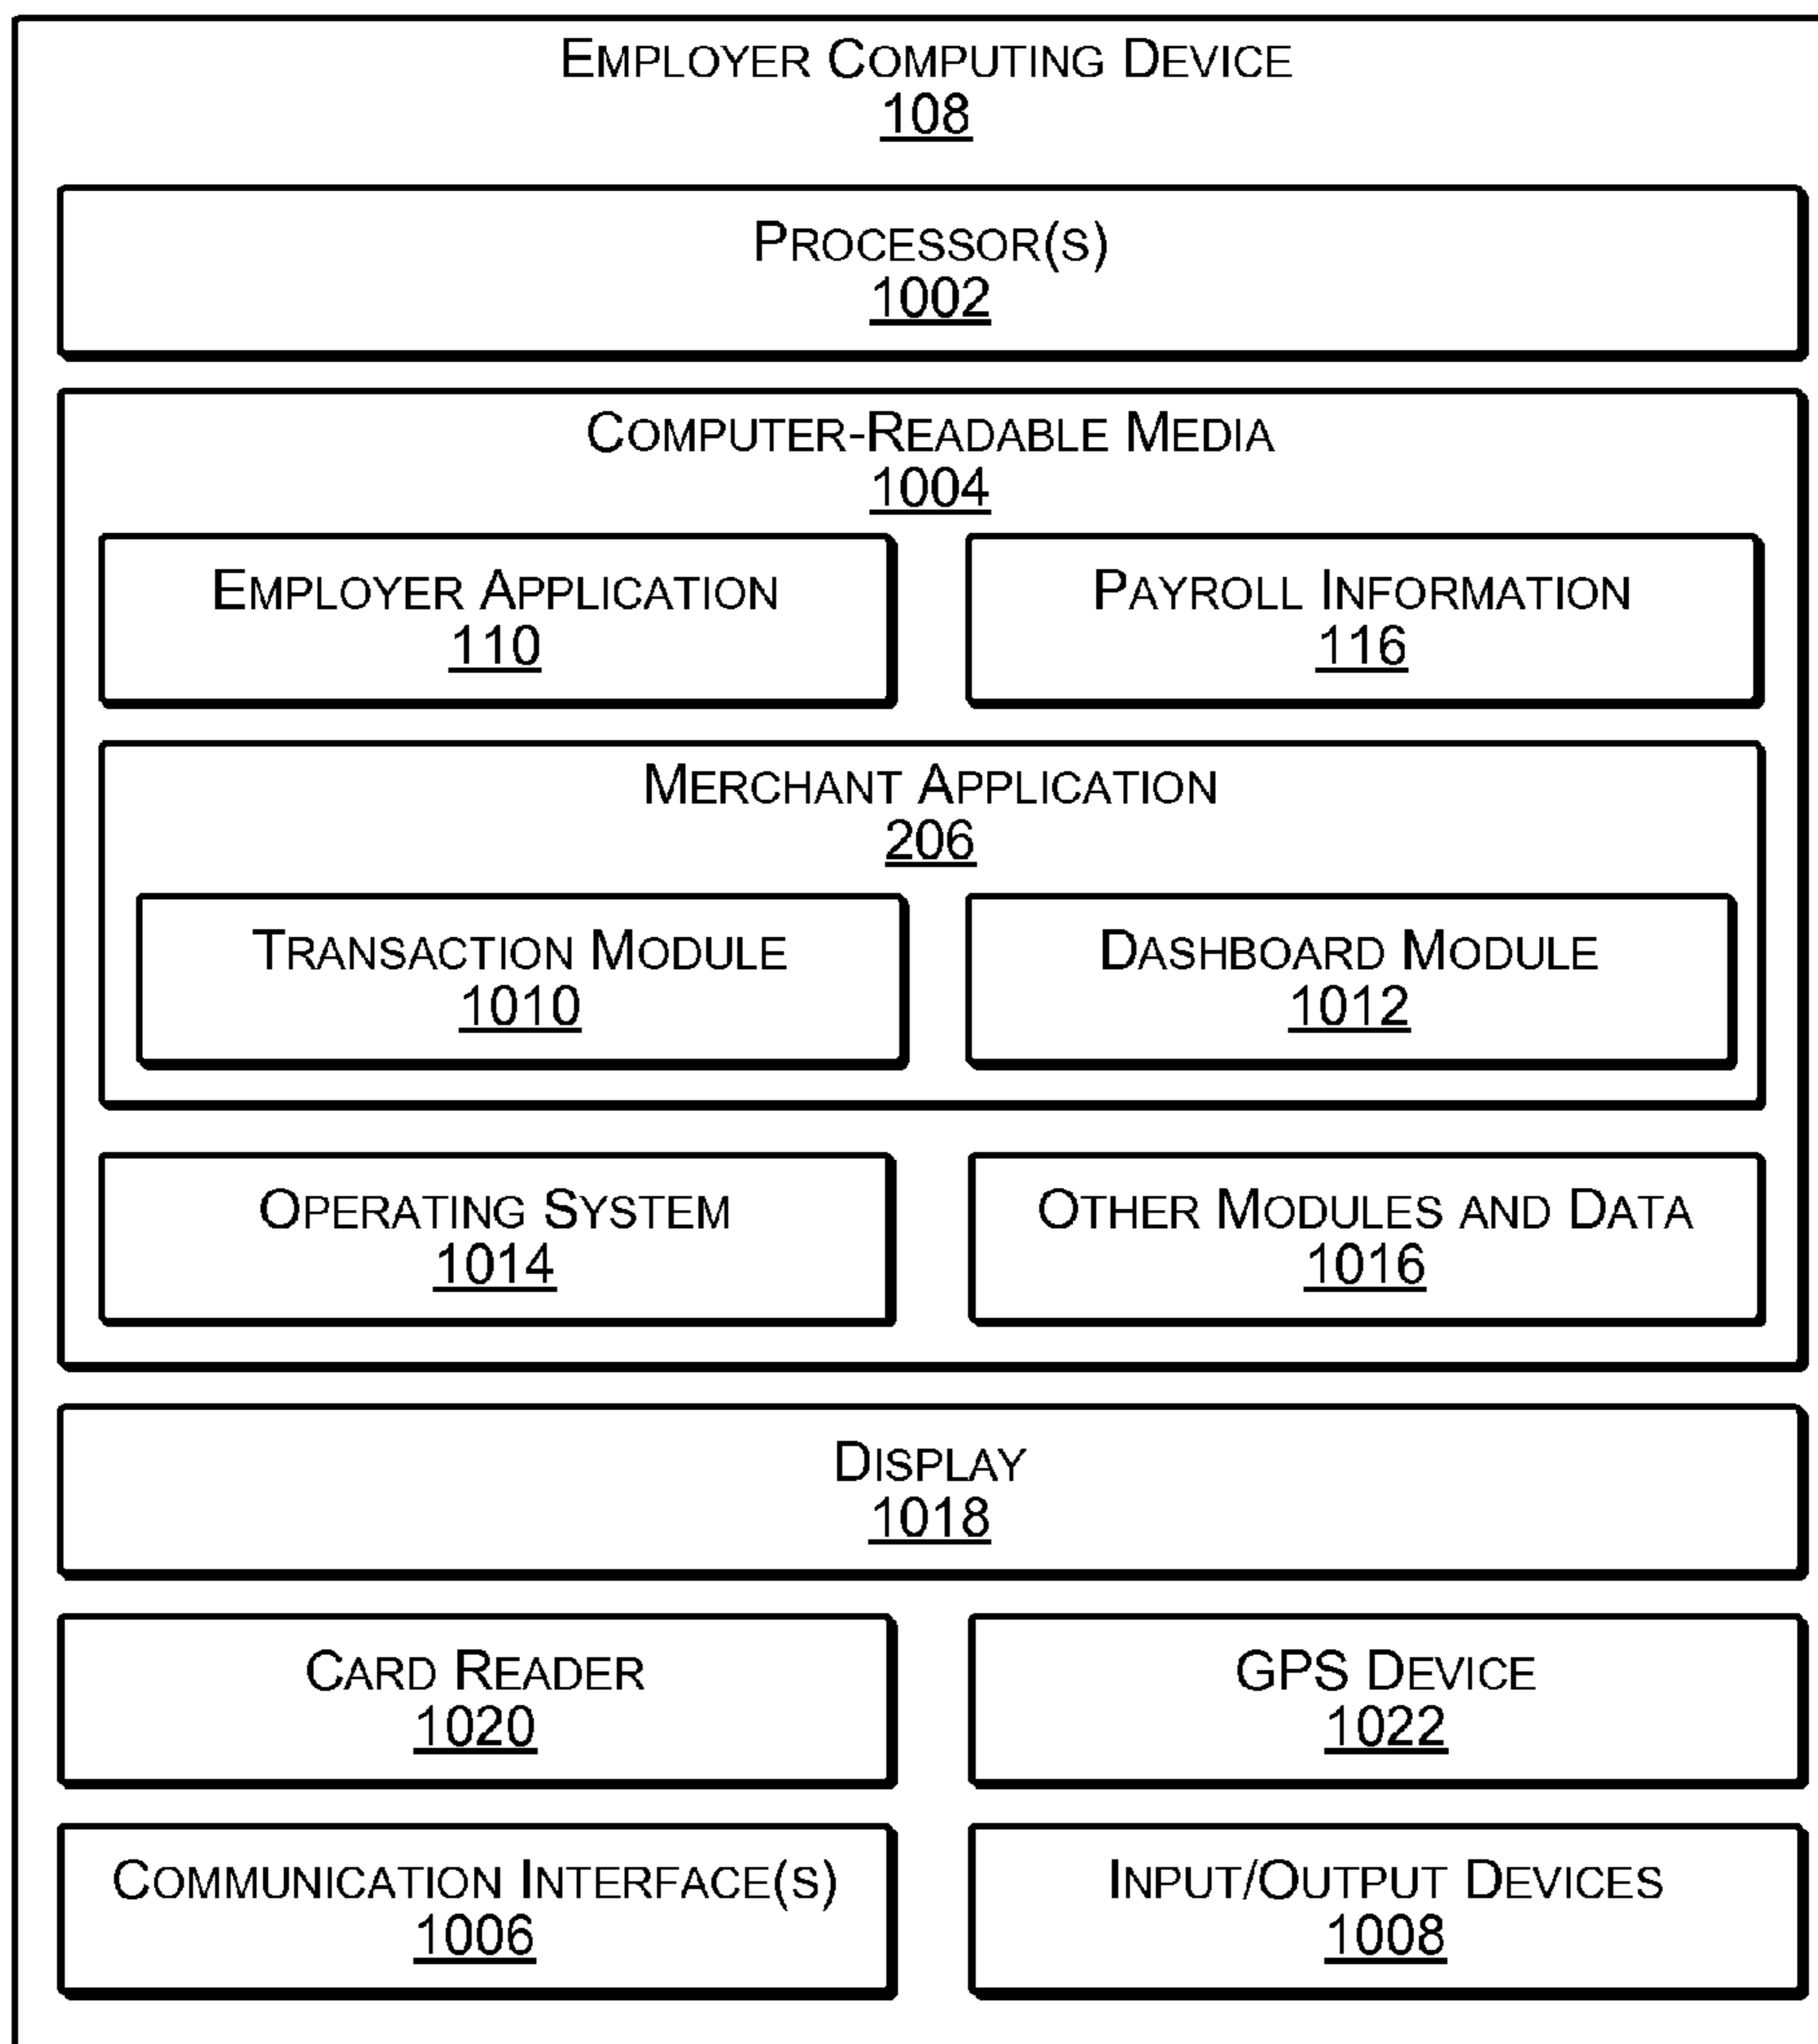 EMPLOYER COMPUTING DEVICE
108
PROCESSOR(S)
1002
COMPUTER-READABLE MEDIA
1004
EMPLOYER APPLICATION
110
PAYROLL INFORMATION
116
MERCHANT APPLICATION
206
TRANSACTION MODULE
1010
DASHBOARD MODULE
1012
OPERATING SYSTEM
1014
OTHER MODULES AND DATA
1016
DISPLAY
1018
CARD READER
1020
GPS DEVICE
1022
COMMUNICATION INTERFACE(S)
1006
INPUT/OUTPUT DEVICES
1008